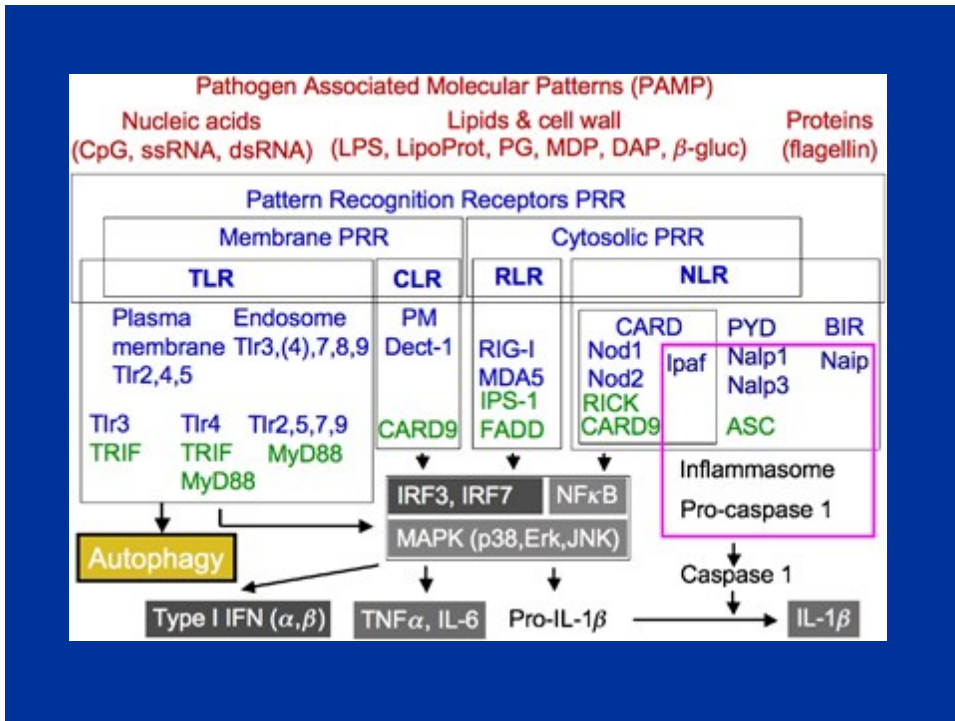 Pathogen Associated Molecular Patterns (PAMP)
Nucleic acids
(CpG, ssRNA, dsRNA)
Lipids & cell wall
(LPS, LipoProt, PG, MDP, DAP, β-gluc)
Proteins
(flagellin)
Pattern Recognition Receptors PRR
Membrane PRR
Cytosolic PRR
TLR
CLR
RLR
NLR
Plasma
membrane
Tlr2,4,5
Endosome
Tlr3,(4),7,8,9
Tlr3
TRIF
Tlr4
TRIF
MyD88
Tlr2,5,7,9
MyD88
PM
Dect-1
CARD9
RIG-I
MDA5
IPS-1
FADD
CARD
Nod1
Nod2
RICK
CARD9
Ipaf
PYD
Nalp1
Nalp3
ASC
BIR
Naip
Inflammasome
Pro-caspase 1
IRF3, IRF7
NFκB
MAPK (p38,Erk,JNK)
Autophagy
Caspase 1
Type I IFN (α,β)
TNFα, IL-6
Pro-IL-1β
IL-1β